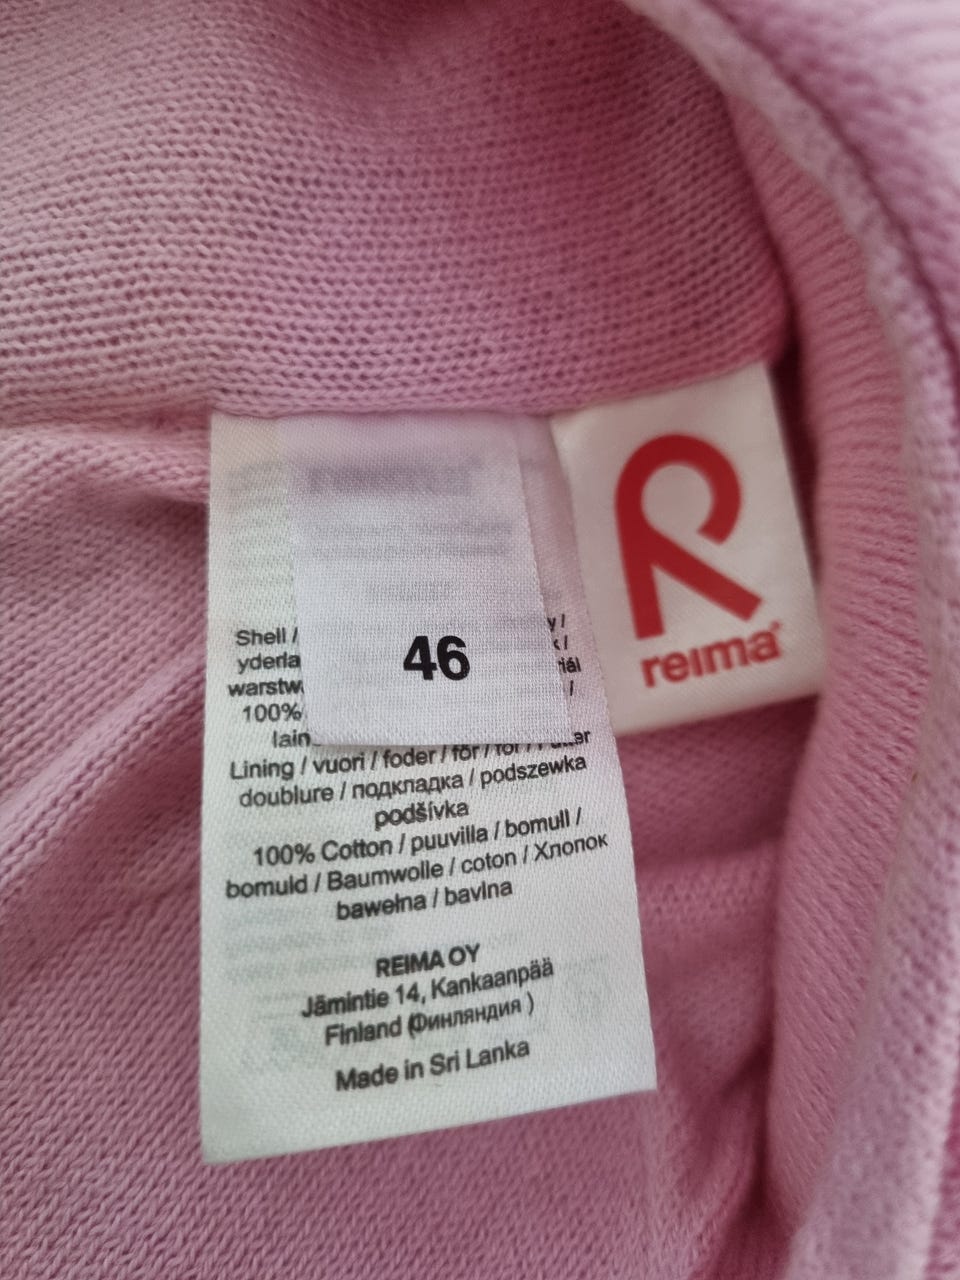 46
reima
Shell /
yderla
warstw
100%
lain
Lining / vuori / foder / för /
doublure / подкладка / podszewka
podšívka
100% Cotton / puuvilla / bomull /
bomuld / Baumwolle / coton / Хлопок
bawełna / bavlna
REIMA OY
Jämintie 14, Kankaanpää
Finland (Финляндия )
Made in Sri Lanka